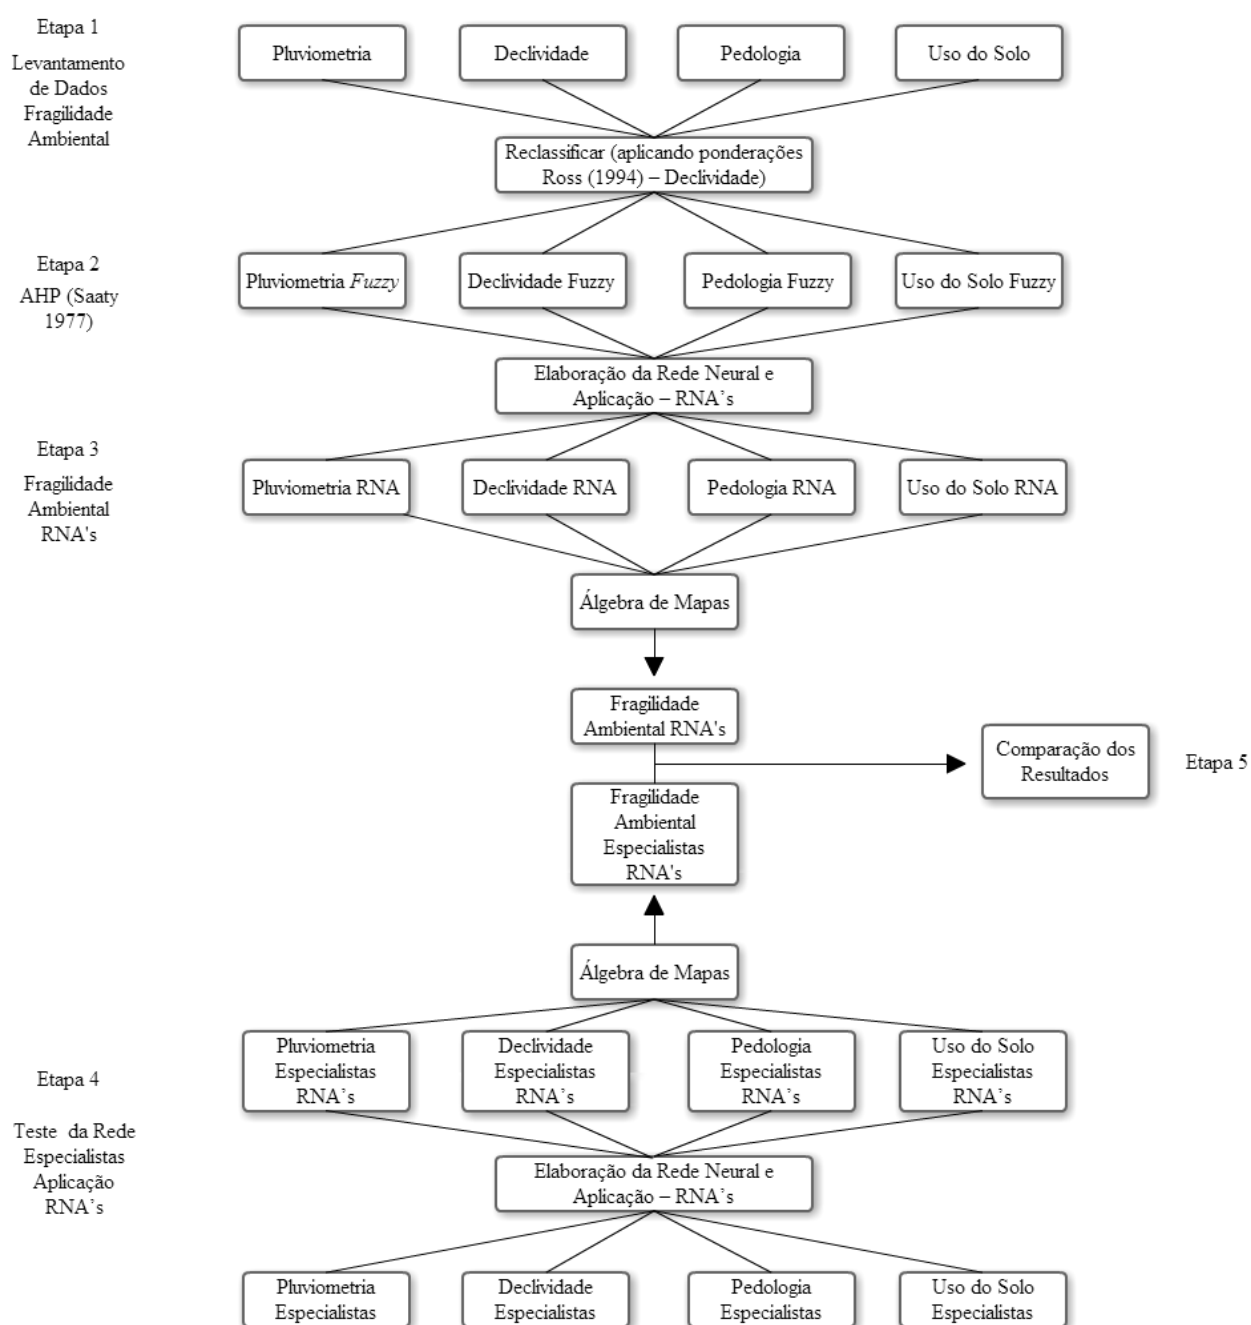 Etapa 1
Levantamento
de Dados
Fragilidade
Ambiental
Pluviometria
Declividade
Pedologia
Uso do Solo
Reclassificar (aplicando ponderações
Ross (1994) – Declividade)
Etapa 2
AHP (Saaty
1977)
Pluviometria Fuzzy
Declividade Fuzzy
Pedologia Fuzzy
Uso do Solo Fuzzy
Elaboração da Rede Neural e
Aplicação – RNA’s
Etapa 3
Fragilidade
Ambiental
RNA's
Pluviometria RNA
Declividade RNA
Pedologia RNA
Uso do Solo RNA
Álgebra de Mapas
Fragilidade
Ambiental RNA's
Comparação dos
Resultados
Etapa 5
Fragilidade
Ambiental
Especialistas
RNA's
Álgebra de Mapas
Etapa 4
Teste da Rede
Especialistas
Aplicação
RNA’s
Pluviometria
Especialistas
RNA’s
Declividade
Especialistas
RNA’s
Pedologia
Especialistas
RNA’s
Uso do Solo
Especialistas
RNA’s
Elaboração da Rede Neural e
Aplicação – RNA’s
Pluviometria
Especialistas
Declividade
Especialistas
Pedologia
Especialistas
Uso do Solo
Especialistas